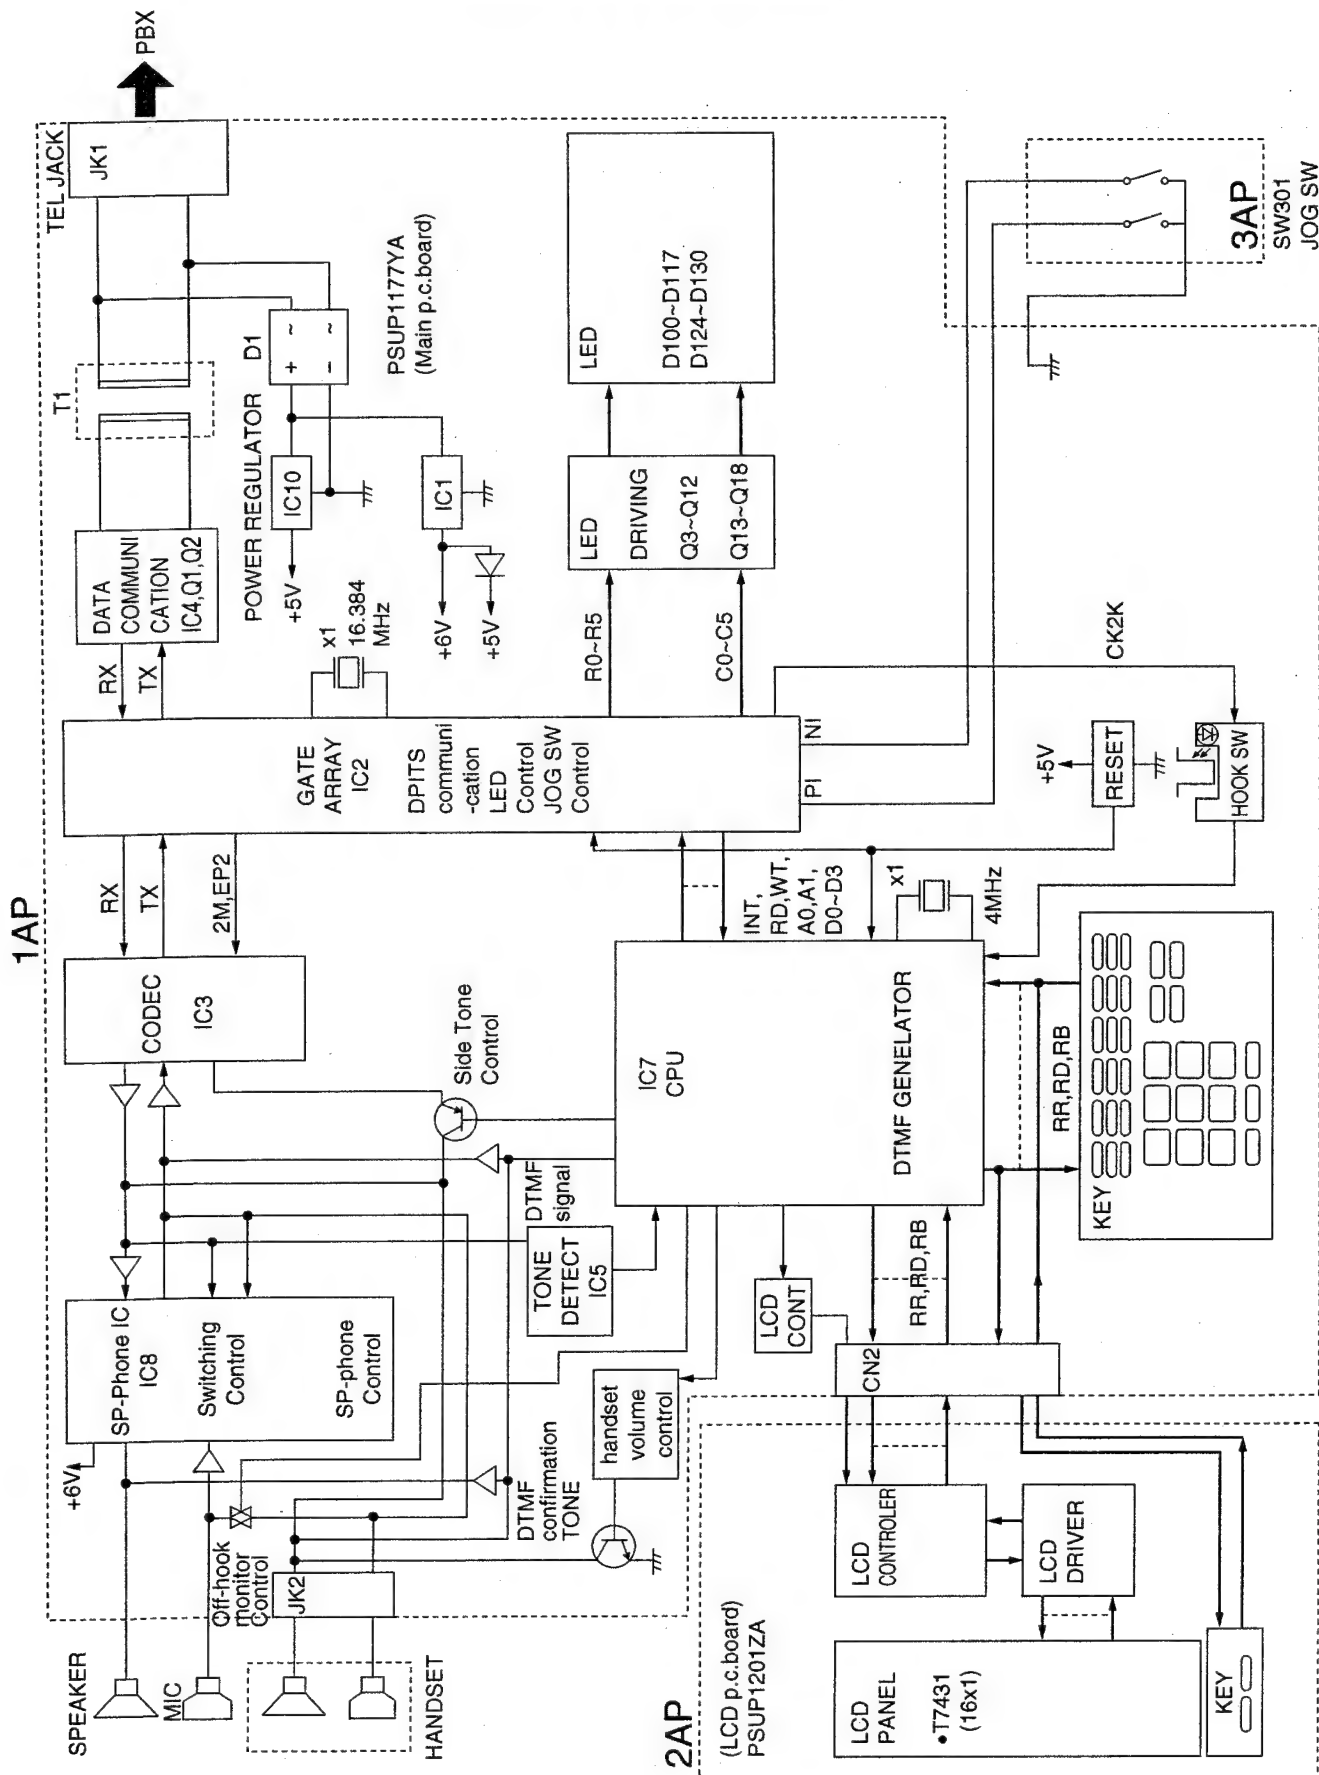 1AP
SPEAKER
MIC
HANDSET
+6V
SP-Phone IC
IC8
Switching
Control
SP-phone
Control
Off-hook
monitor
Control
JK2
DTMF
confirmation
TONE
handset
volume
control
TONE
DETECT
IC5
DTMF
signal
Side Tone
Control
CODEC
IC3
RX
TX
2M,EP2
GATE
ARRAY
IC2
DPITS
communi
-cation
LED
Control
JOG SW
Control
PI
NI
RX
TX
DATA
COMMUNI
CATION
IC4,Q1,Q2
T1
TEL JACK
JK1
PBX
x1
16.384
MHz
POWER REGULATOR
D1
+
~
−
~
IC10
+5V
IC1
+6V
+5V
PSUP1177YA
(Main p.c.board)
R0~R5
C0~C5
LED
DRIVING
Q3~Q12
Q13~Q18
LED
D100~D117
D124~D130
IC7
CPU
DTMF GENELATOR
INT,
RD,WT,
A0,A1,
D0~D3
x1
4MHz
+5V
RESET
HOOK SW
CK2K
3AP
SW301
JOG SW
LCD
CONT
RR,RD,RB
CN2
KEY
RR,RD,RB
2AP
(LCD p.c.board)
PSUP1201ZA
LCD
CONTROLER
LCD
DRIVER
LCD
PANEL
•T7431
(16x1)
KEY